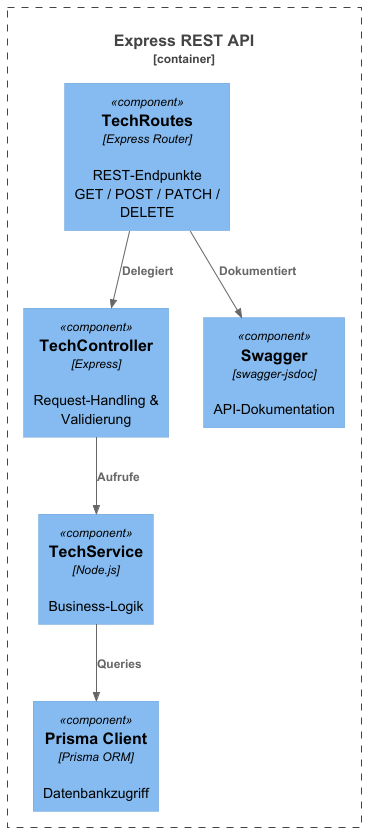 Express REST API
[container]
«component»
TechRoutes
[Express Router]
REST-Endpunkte
GET / POST / PATCH /
DELETE
Delegiert
Dokumentiert
«component»
TechController
[Express]
Request-Handling &
Validierung
«component»
Swagger
[swagger-jsdoc]
API-Dokumentation
Aufrufe
«component»
TechService
[Node.js]
Business-Logik
Queries
«component»
Prisma Client
[Prisma ORM]
Datenbankzugriff